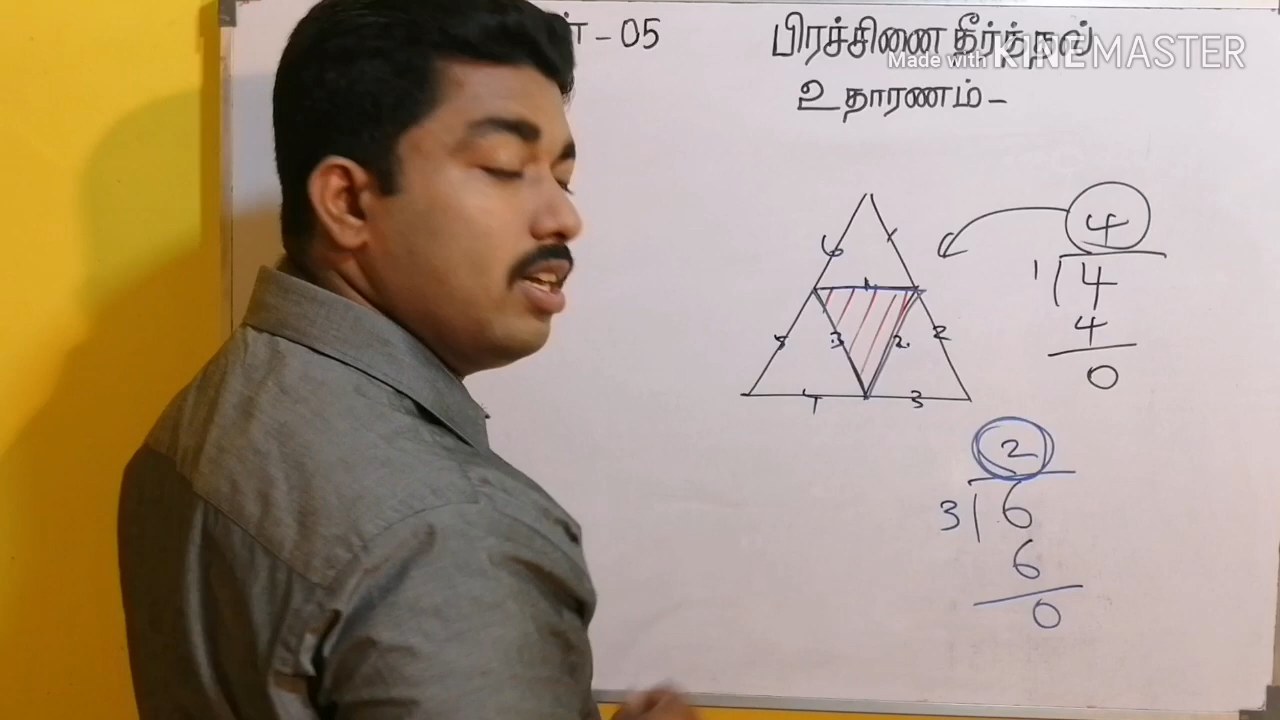 ள் - 05
பிரச்சினை தீர்த்தல்
Made with KINEMASTER
உதாரணம் -
4
1 4
4
0
6 1
1
5 3 2 2
4 3
2
3 6
6
0